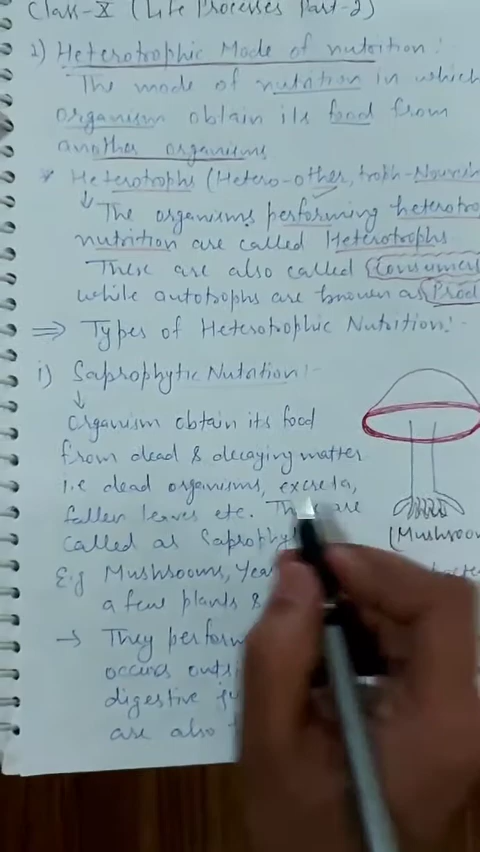 Class-X (Life Processes Part-2)
2) Heterotrophic Mode of nutrition:
The mode of nutrition in which
organism obtain its food from
another organisms
* Heterotrophs (Hetero-other, troph-Nourish
↓ The organisms performing heterotro
nutrition are called Heterotrophs
These are also called (Consumers
while autotrophs are known as (Prod
⇒ Types of Heterotrophic Nutrition:-
i) Saprophytic Nutrition:-
↓
Organism obtain its food
from dead & decaying matter
i.e dead organisms, excreta,
fallen leaves etc. are
called as Saprophy
(Mushroom
E.g Mushrooms, Yea
a few plants &
→ They perform
occurs outs
digestive ju
are also